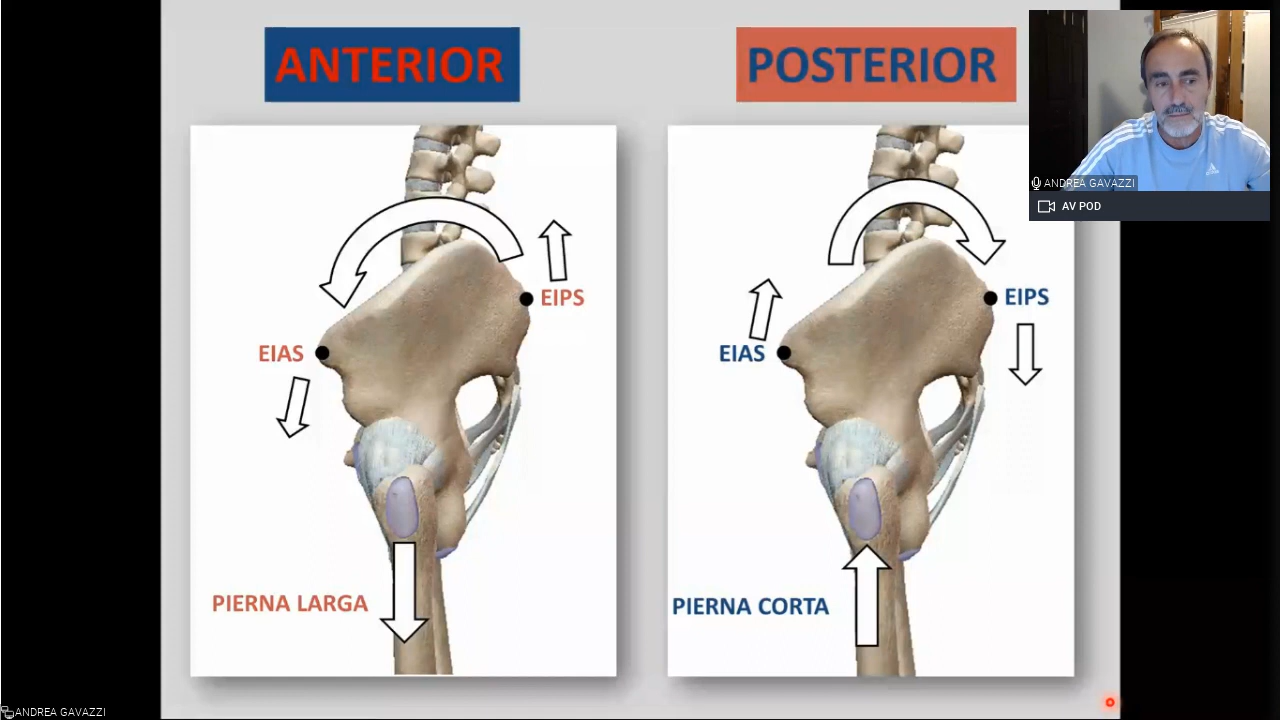 ANTERIOR
POSTERIOR
EIPS
EIAS
PIERNA LARGA
EIPS
EIAS
PIERNA CORTA
ANDREA GAVAZZI
AV POD
ANDREA GAVAZZI